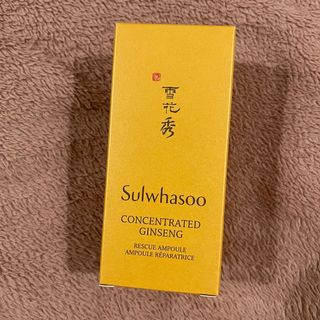 雪
花
秀
Sulwhasoo
CONCENTRATED
GINSENG
RESCUE AMPOULE
AMPOULE RÉPARATRICE